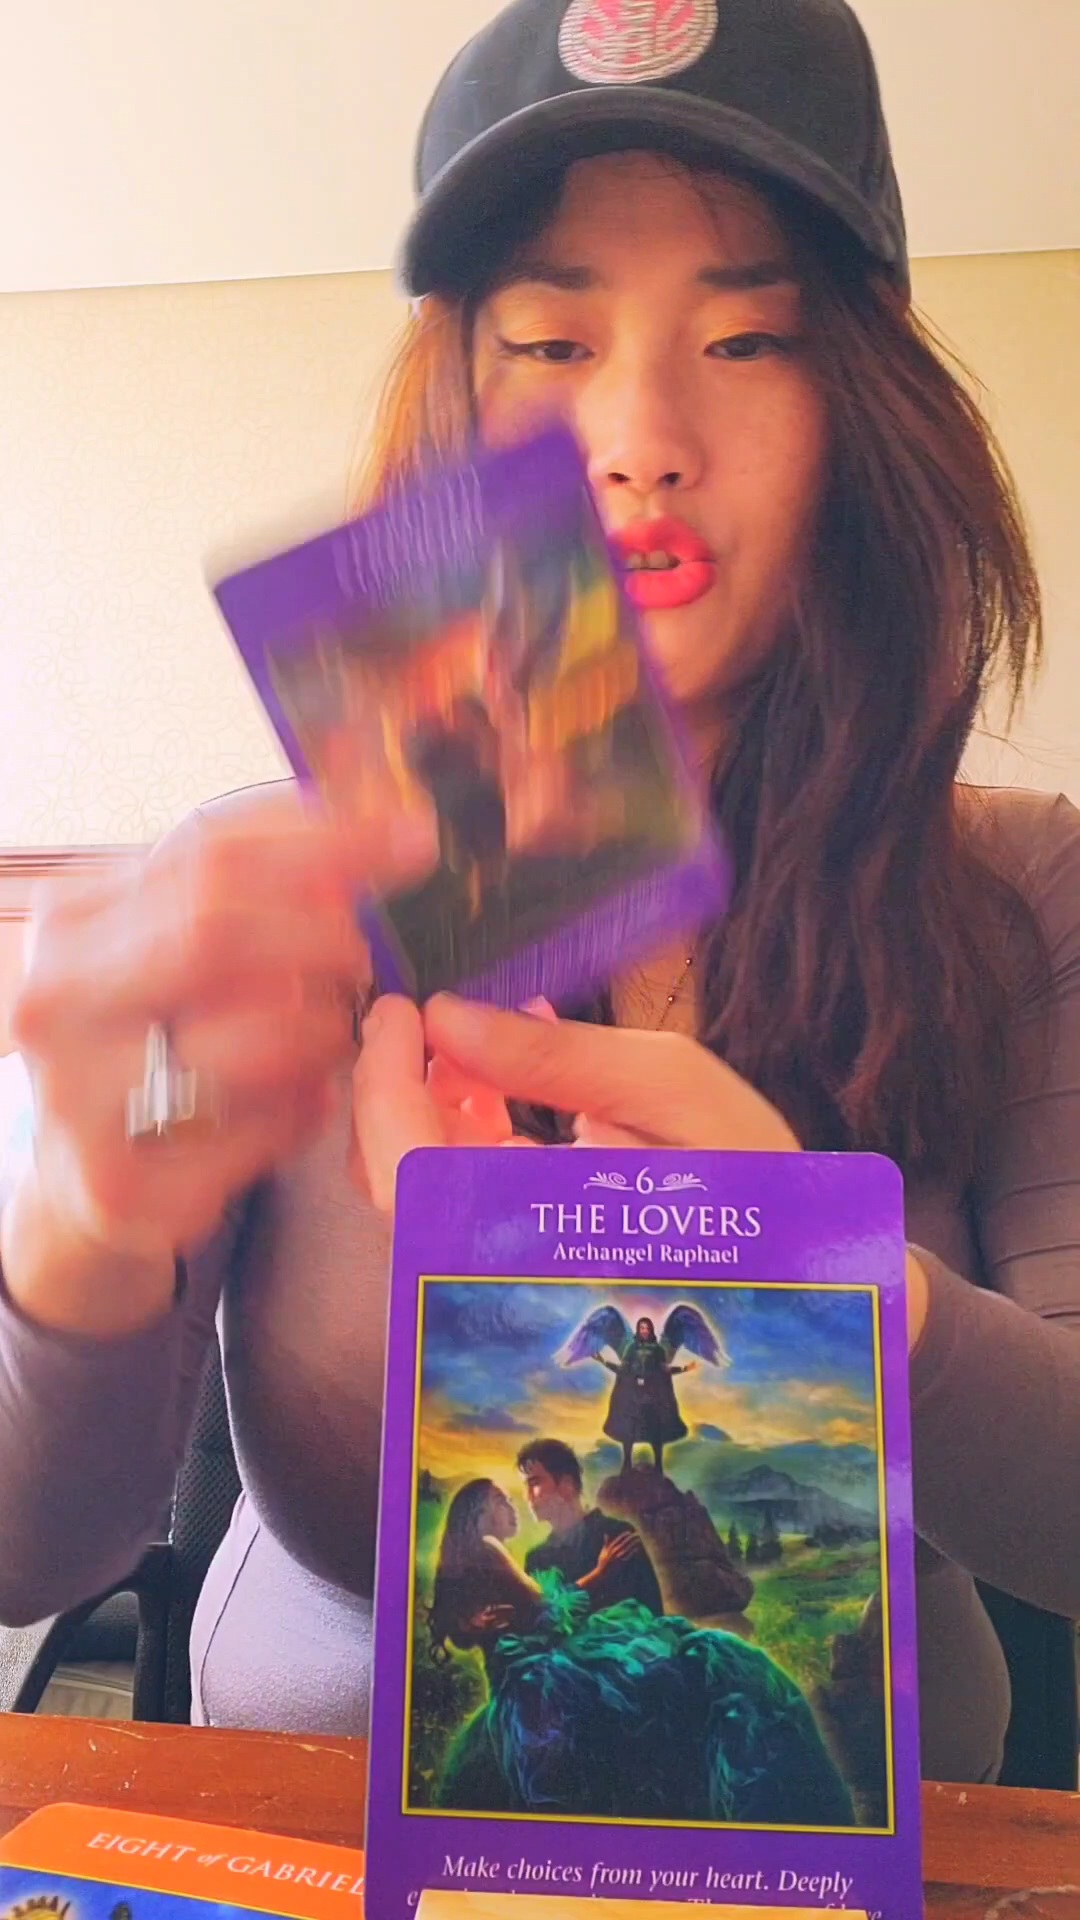 6
THE LOVERS
Archangel Raphael
Make choices from your heart. Deeply
EIGHT of GABRIEL